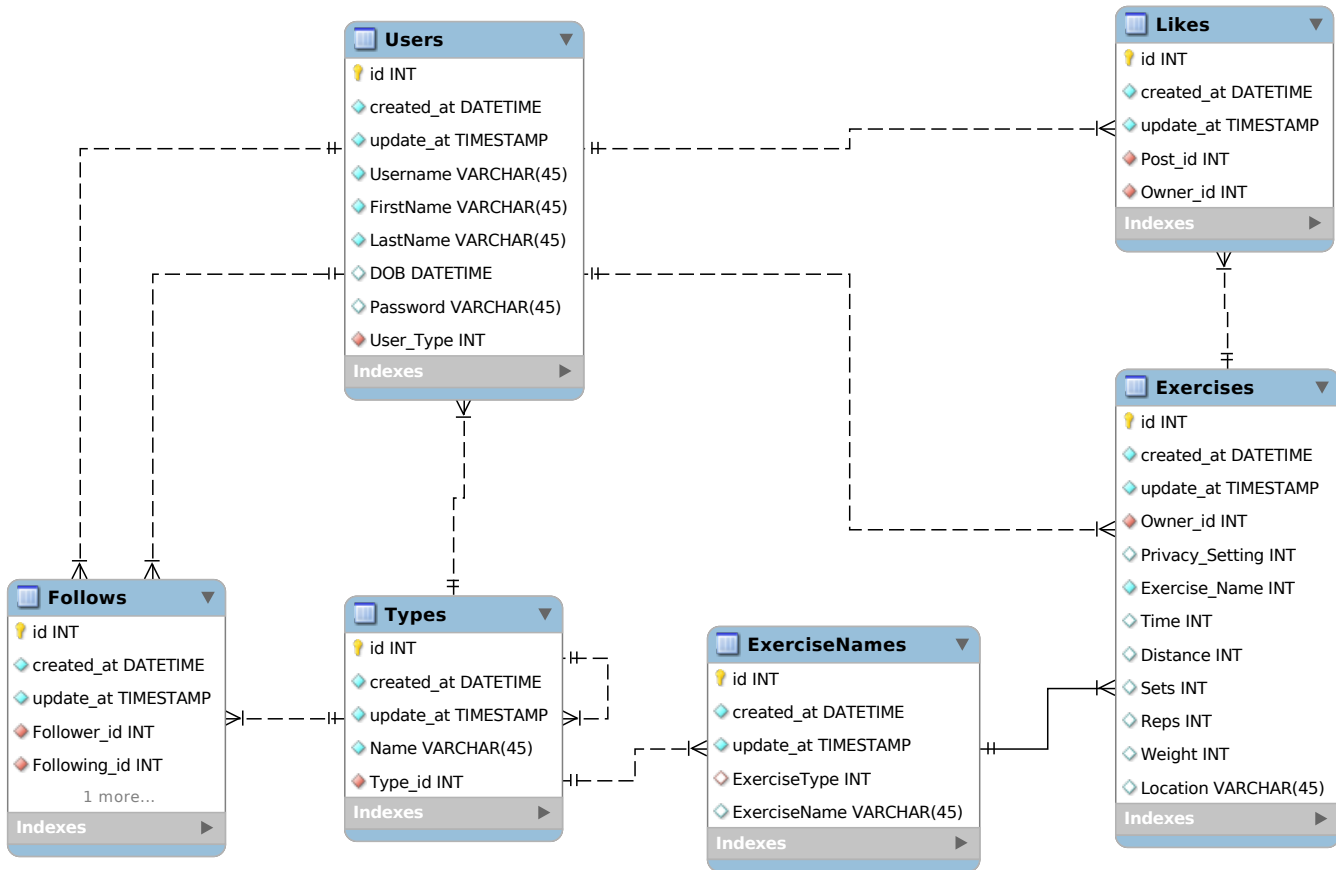 Users
id INT
created_at DATETIME
update_at TIMESTAMP
Username VARCHAR(45)
FirstName VARCHAR(45)
LastName VARCHAR(45)
DOB DATETIME
Password VARCHAR(45)
User_Type INT
Indexes
Likes
id INT
created_at DATETIME
update_at TIMESTAMP
Post_id INT
Owner_id INT
Indexes
Follows
id INT
created_at DATETIME
update_at TIMESTAMP
Follower_id INT
Following_id INT
1 more...
Indexes
Types
id INT
created_at DATETIME
update_at TIMESTAMP
Name VARCHAR(45)
Type_id INT
Indexes
ExerciseNames
id INT
created_at DATETIME
update_at TIMESTAMP
ExerciseType INT
ExerciseName VARCHAR(45)
Indexes
Exercises
id INT
created_at DATETIME
update_at TIMESTAMP
Owner_id INT
Privacy_Setting INT
Exercise_Name INT
Time INT
Distance INT
Sets INT
Reps INT
Weight INT
Location VARCHAR(45)
Indexes